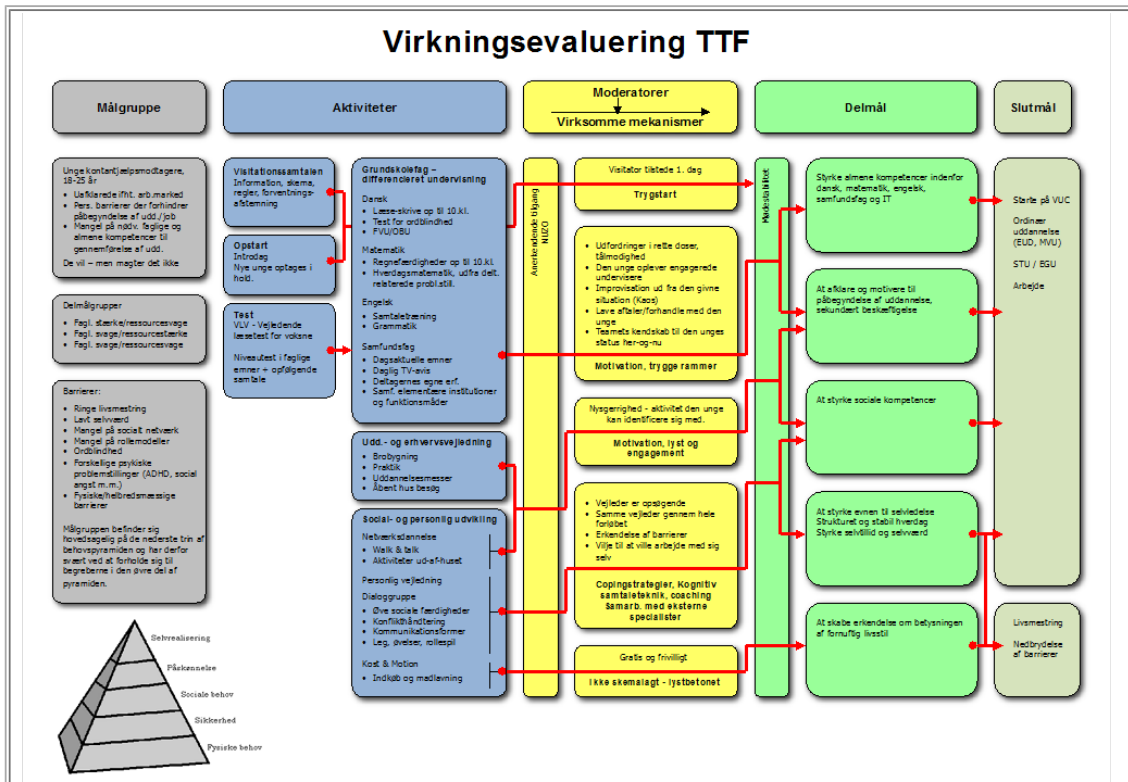 Virkningsevaluering TTF
Målgruppe
Aktiviteter
Moderatorer
Virksomme mekanismer
Delmål
Slutmål
Unge kontantjælpsmodtagere,
18-25 år
• Uafklarede ifht. arb.marked
• Pers. barrierer der forhindrer
påbegyndelse af udd./job
• Mangel på nødv. faglige og
almene kompetencer til
gennemførelse af udd.
De vil – men magter det ikke
Delmålgrupper
• Fagl. stærke/ressourcesvage
• Fagl. svage/ressourcestærke
• Fagl. svage/ressourcesvage
Barrierer:
• Ringe livsmestring
• Lavt selvværd
• Mangel på socialt netværk
• Mangel på rollemodeller
• Ordblindhed
• Forskellige psykiske
problemstillinger (ADHD, social
angst m.m.)
• Fysiske/helbredsmæssige
barrierer
Målgruppen befinder sig
hovedsagelig på de nederste trin af
behovspyramiden og har derfor
svært ved at forholde sig til
begreberne i den øvre del af
pyramiden.
Selvrealisering
Påskønnelse
Sociale behov
Sikkerhed
Fysiske behov
Visitationssamtalen
Information, skema,
regler, forventnings-
afstemning
Opstart
Introdag
Nye unge optages i
hold.
Test
VLV - Vejledende
læsetest for voksne
Niveautest i faglige
emner + opfølgende
samtale
Grundskolefag –
differentieret undervisning
Dansk
• Læse-skrive op til 10.kl.
• Test for ordblindhed
• FVU/OBU
Matematik
• Regnefærdigheder op til 10.kl.
• Hverdagsmatematik, udfra delt.
relaterede probl.still.
Engelsk
• Samtaletræning
• Grammatik
Samfundsfag
• Dagsaktuelle emner
• Daglig TV-avis
• Deltagernes egne erf.
• Samf. elementære institutioner
og funktionsmåder
Udd.- og erhvervsvejledning
• Brobygning
• Praktik
• Uddannelsesmesser
• Åbent hus besøg
Social- og personlig udvikling
Netværksdannelse
• Walk & talk
• Aktiviteter ud-af-huset
Personlig vejledning
Dialoggruppe
• Øve sociale færdigheder
• Konflikthåndtering
• Kommunikationsformer
• Leg, øvelser, rollespil
Kost & Motion
• Indkøb og madlavning
Anerkendende tilgang
NUZO
Visitator tilstede 1. dag
Trygstart
• Udfordringer i rette doser,
tålmodighed
• Den unge oplever engagerede
undervisere
• Improvisation ud fra den givne
situation (Kaos)
• Lave aftaler/forhandle med den
unge
• Teamets kendskab til den unges
status her-og-nu
Motivation, trygge rammer
Nysgerrighed - aktivitet den unge
kan identificere sig med.
Motivation, lyst og
engagement
• Vejleder er opsøgende
• Samme vejleder gennem hele
forløbet
• Erkendelse af barrierer
• Vilje til at ville arbejde med sig
selv
Copingstrategier, Kognitiv
samtaleteknik, coaching
Samarb. med eksterne
specialister
Gratis og frivilligt
Ikke skemalagt - lystbetonet
Mødestabilitet
Styrke almene kompetencer indenfor
dansk, matematik, engelsk,
samfundsfag og IT
At afklare og motivere til
påbegyndelse af uddannelse,
sekundært beskæftigelse
At styrke sociale kompetencer
At styrke evnen til selvledelse
Struktureret og stabil hverdag
Styrke selvtillid og selvværd
At skabe erkendelse om betysningen
af fornuftig livsstil
Starte på VUC
Ordinær
uddannelse
(EUD, MVU)
STU / EGU
Arbejde
Livsmestring
Nedbrydelse
af barrierer